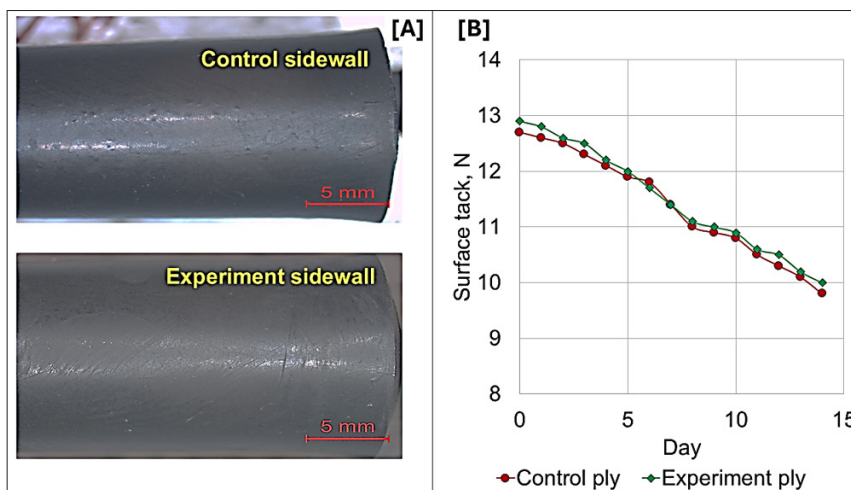 [A]
Control sidewall
5 mm
Experiment sidewall
5 mm
[B]
14
13
12
11
10
9
8
Surface tack, N
0
5
10
15
Day
Control ply
Experiment ply